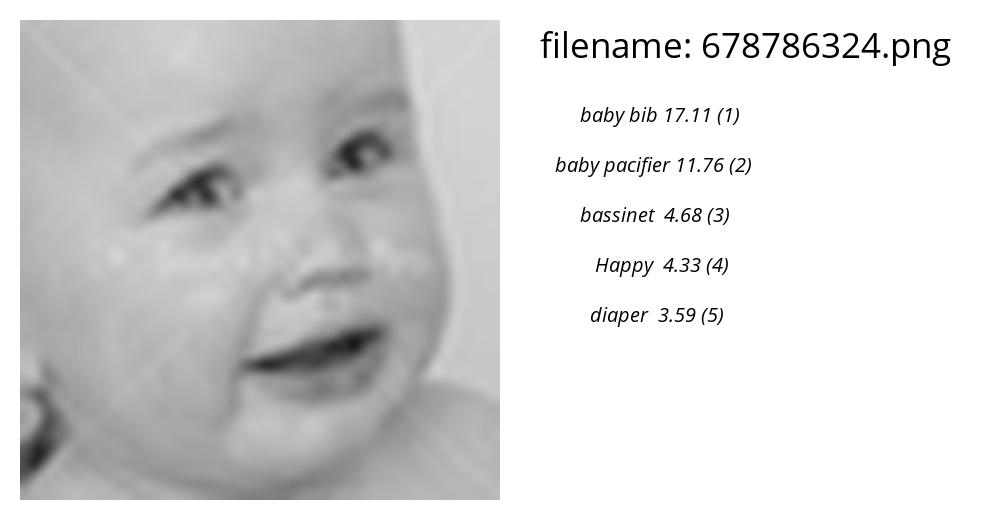 filename: 678786324.png
baby bib 17.11 (1)
baby pacifier 11.76 (2)
bassinet 4.68 (3)
Happy 4.33 (4)
diaper 3.59 (5)